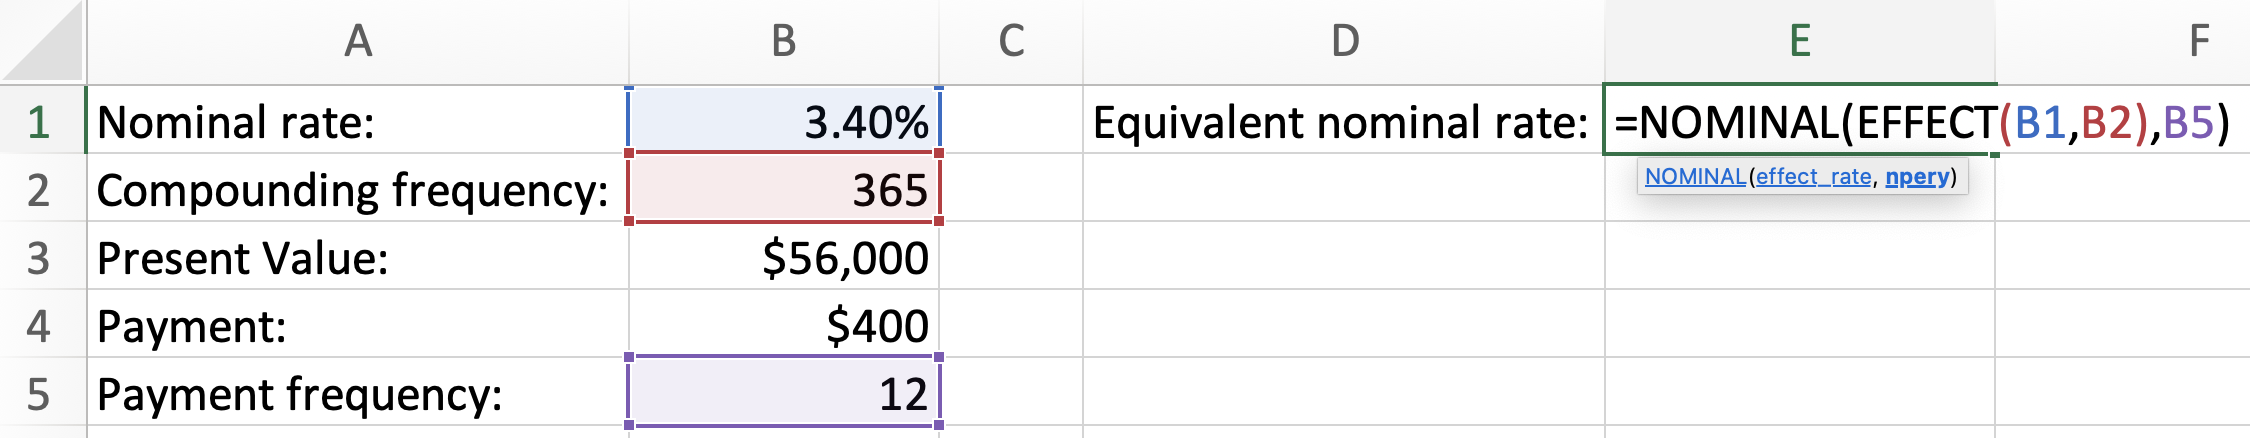 A B C D E F
1 Nominal rate: 3.40% Equivalent nominal rate: =NOMINAL(EFFECT(B1,B2),B5)
NOMINAL(effect_rate, npery)
2 Compounding frequency: 365
3 Present Value: $56,000
4 Payment: $400
5 Payment frequency: 12